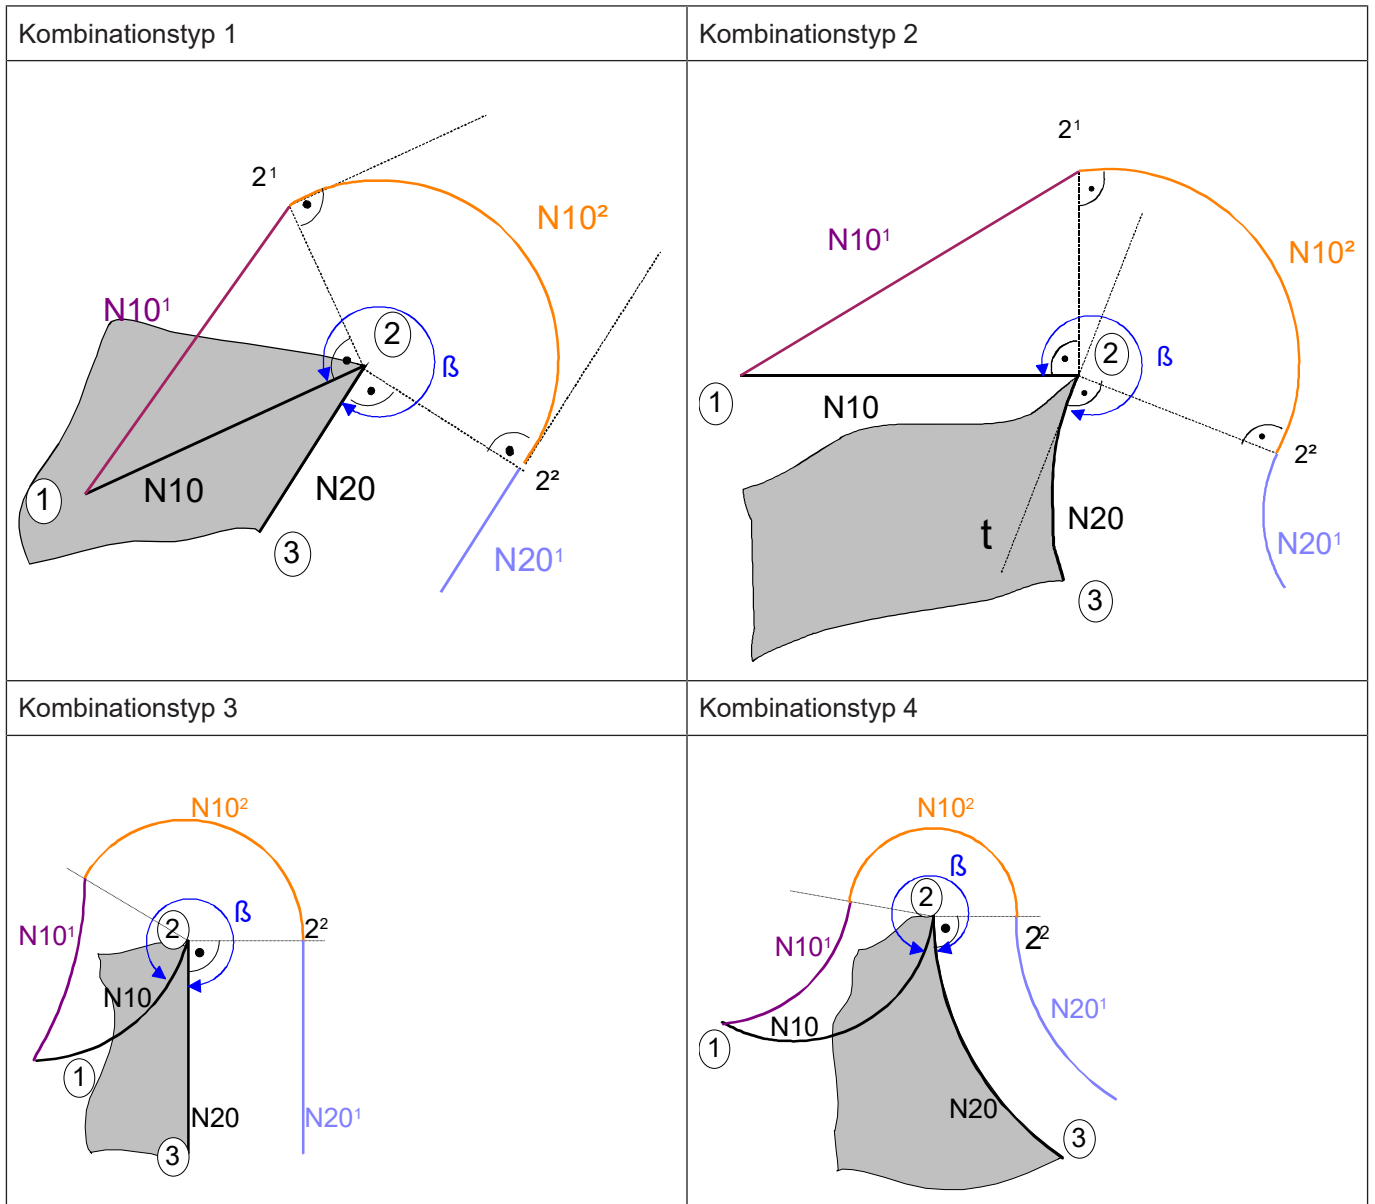 Kombinationstyp 1
2¹
N10²
N10¹
2
ß
1
N10
N20
2²
3
N20¹
Kombinationstyp 2
2¹
N10¹
N10²
2
ß
1
N10
2²
t
N20
N20¹
3
Kombinationstyp 3
N10²
ß
2
2²
N10¹
N10
1
N20
N20¹
3
Kombinationstyp 4
N10²
ß
2
N10¹
2²
N20¹
N10
1
N20
3